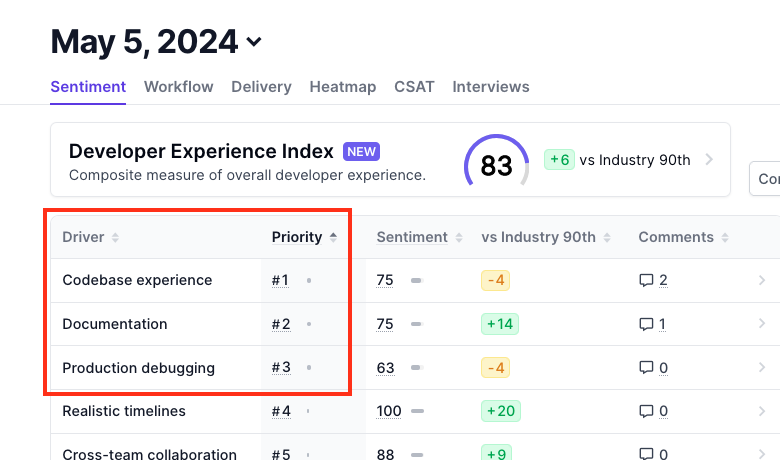 May 5, 2024
Sentiment Workflow Delivery Heatmap CSAT Interviews
Developer Experience Index NEW
Composite measure of overall developer experience.
83
+6 vs Industry 90th
Driver Priority Sentiment vs Industry 90th Comments
Codebase experience #1 75 -4 2
Documentation #2 75 +14 1
Production debugging #3 63 -4 0
Realistic timelines #4 100 +20 0
Cross-team collaboration #5 88 +9 0